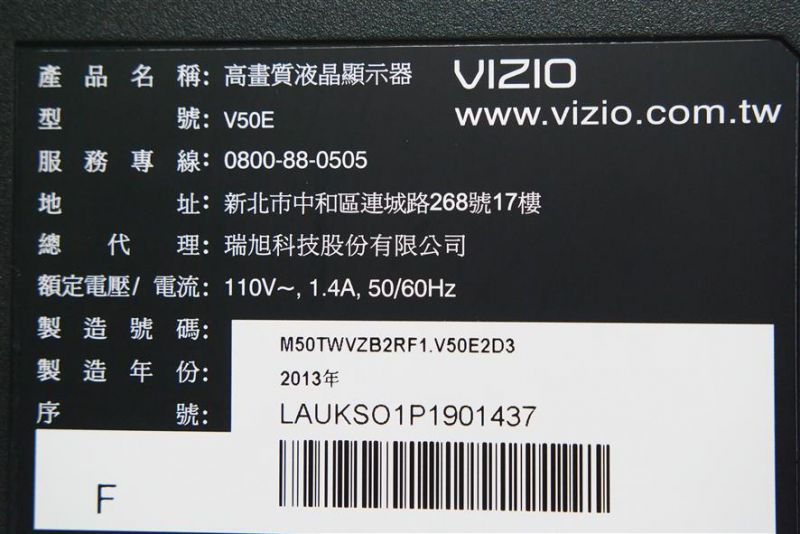 產品名稱：高畫質液晶顯示器
VIZIO
型號：V50E
www.vizio.com.tw
服務專線：0800-88-0505
地址：新北市中和區連城路268號17樓
總代理：瑞旭科技股份有限公司
額定電壓/電流：110V~, 1.4A, 50/60Hz
製造號碼：M50TWVZB2RF1.V50E2D3
製造年份：2013年
序號：LAUKSO1P1901437
F